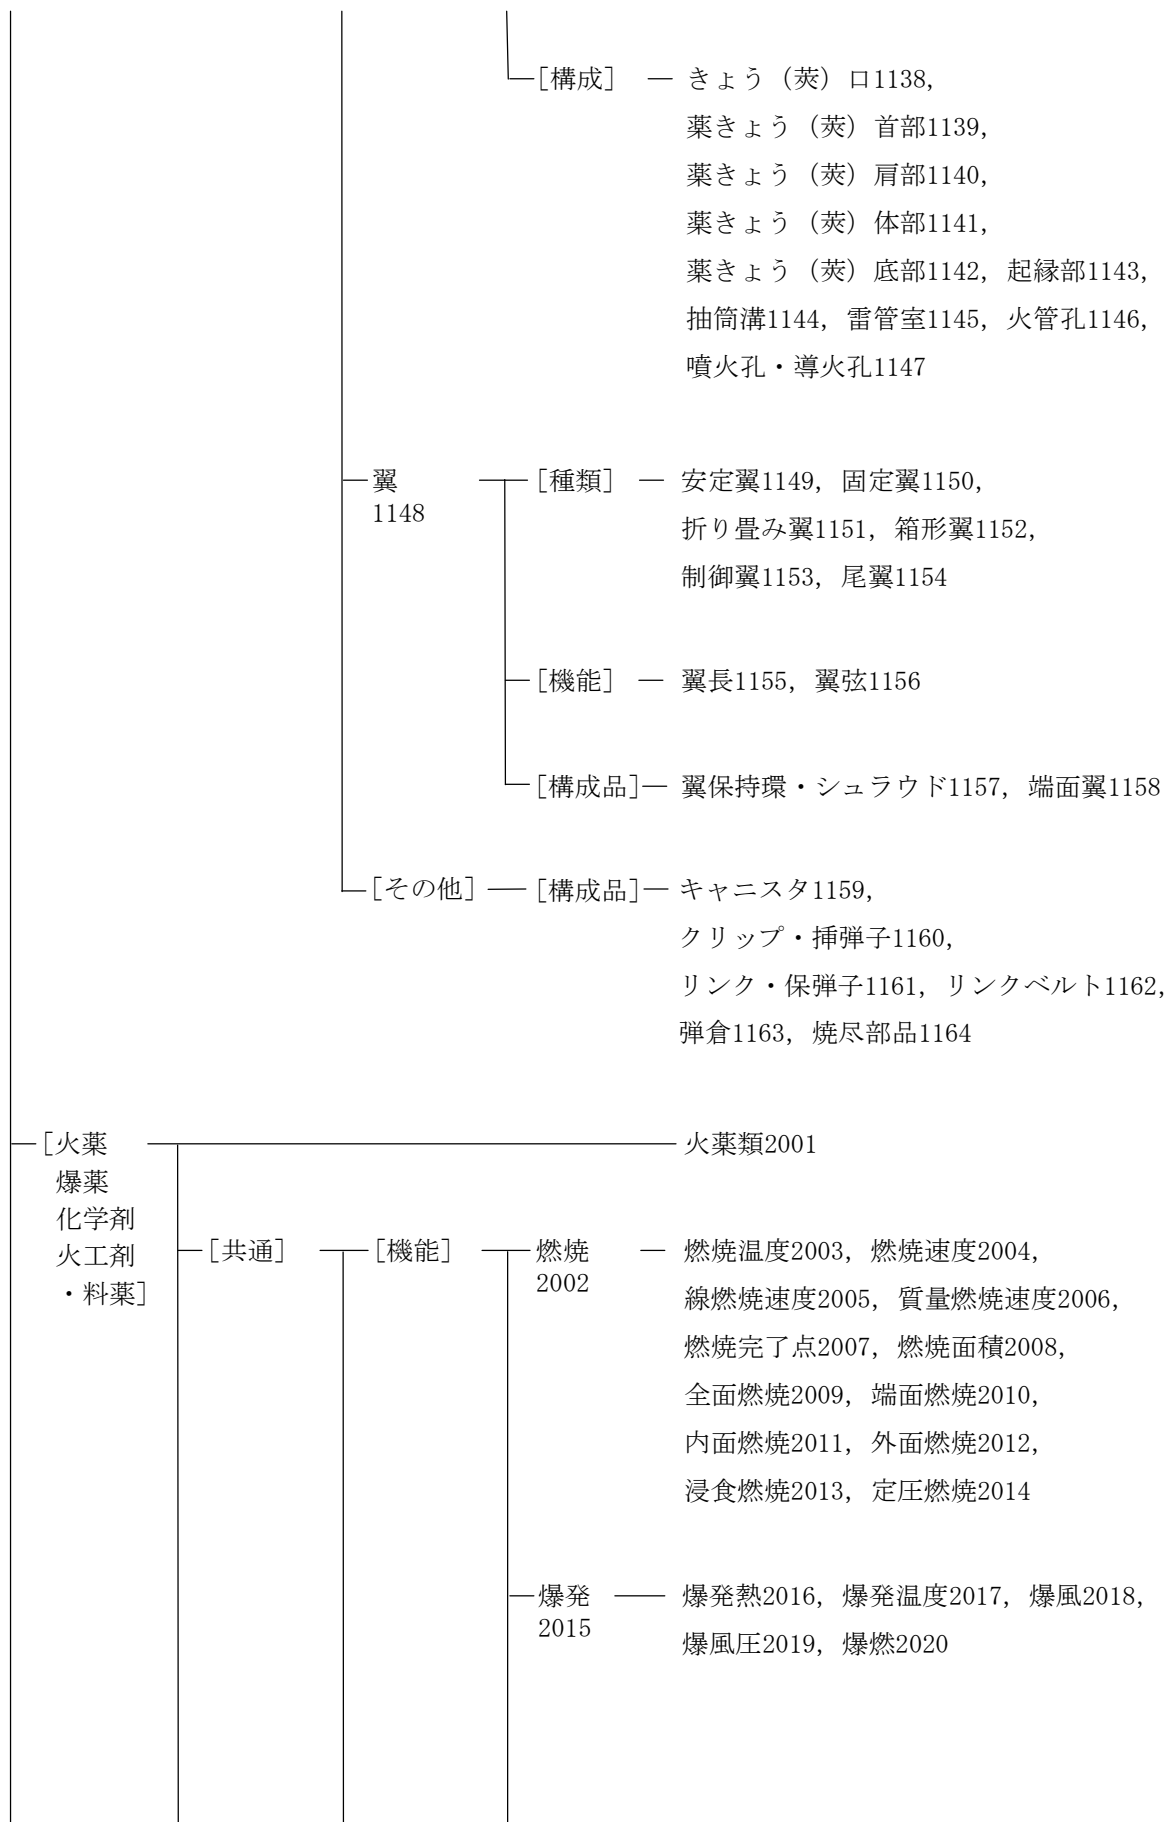 [構成] きょう（莢）口1138,
薬きょう（莢）首部1139,
薬きょう（莢）肩部1140,
薬きょう（莢）体部1141,
薬きょう（莢）底部1142, 起縁部1143,
抽筒溝1144, 雷管室1145, 火管孔1146,
噴火孔・導火孔1147
翼 [種類] 安定翼1149, 固定翼1150,
1148
折り畳み翼1151, 箱形翼1152,
制御翼1153, 尾翼1154
[機能] 翼長1155, 翼弦1156
[構成品] 翼保持環・シュラウド1157, 端面翼1158
[その他] [構成品] キャニスタ1159,
クリップ・挿弾子1160,
リンク・保弾子1161, リンクベルト1162,
弾倉1163, 焼尽部品1164
[火薬 火薬類2001
爆薬
化学剤
火工剤
・料薬]
[共通] [機能] 燃焼 燃焼温度2003, 燃焼速度2004,
2002
線燃焼速度2005, 質量燃焼速度2006,
燃焼完了点2007, 燃焼面積2008,
全面燃焼2009, 端面燃焼2010,
内面燃焼2011, 外面燃焼2012,
浸食燃焼2013, 定圧燃焼2014
爆発 爆発熱2016, 爆発温度2017, 爆風2018,
2015
爆風圧2019, 爆燃2020